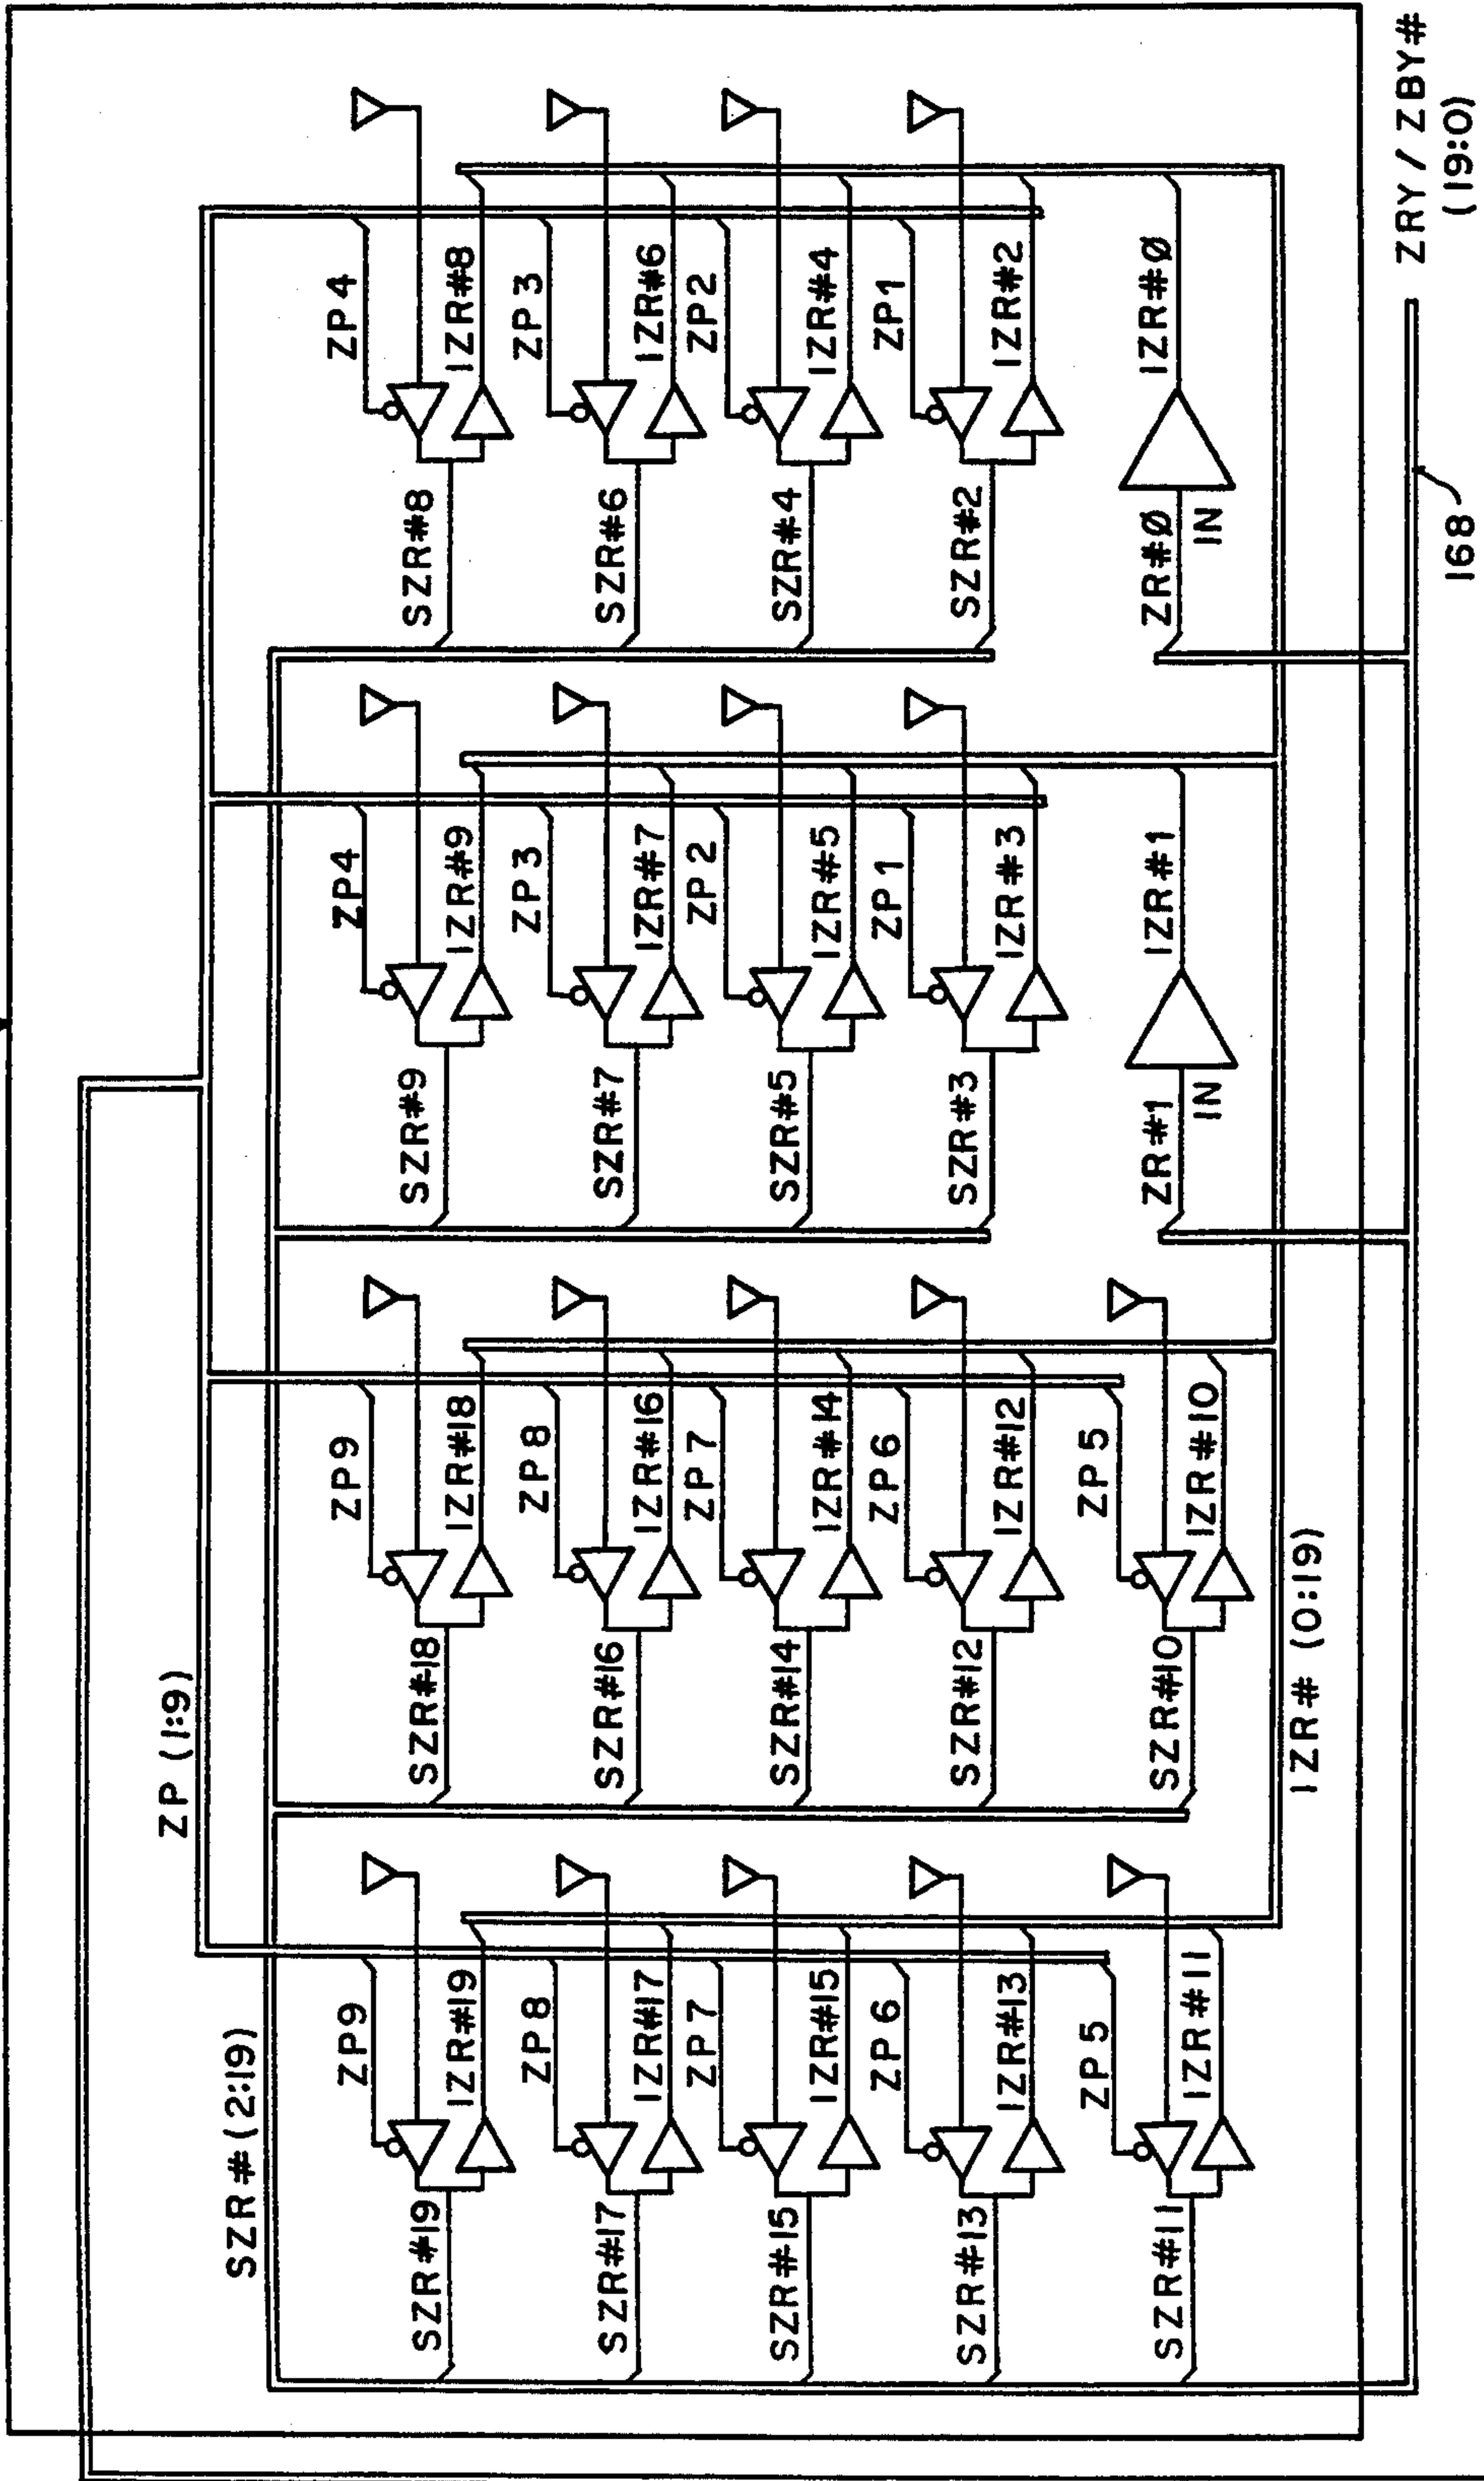 ZP (1:9)
SZR# (2:19)
ZP4
SZR#8
IZR#8
ZP3
SZR#6
IZR#6
ZP2
SZR#4
IZR#4
ZP1
SZR#2
IZR#2
ZR#Ø
IN
IZR#Ø
ZP4
SZR#9
IZR#9
ZP3
SZR#7
IZR#7
ZP2
SZR#5
IZR#5
ZP1
SZR#3
IZR#3
ZR#1
IN
IZR#1
ZP9
SZR#18
IZR#18
ZP8
SZR#16
IZR#16
ZP7
SZR#14
IZR#14
ZP6
SZR#12
IZR#12
ZP5
SZR#10
IZR#10
ZP9
SZR#19
IZR#19
ZP8
SZR#17
IZR#17
ZP7
SZR#15
IZR#15
ZP6
SZR#13
IZR#13
ZP5
SZR#11
IZR#11
IZR# (0:19)
ZRY/ZBY#
(19:0)
168